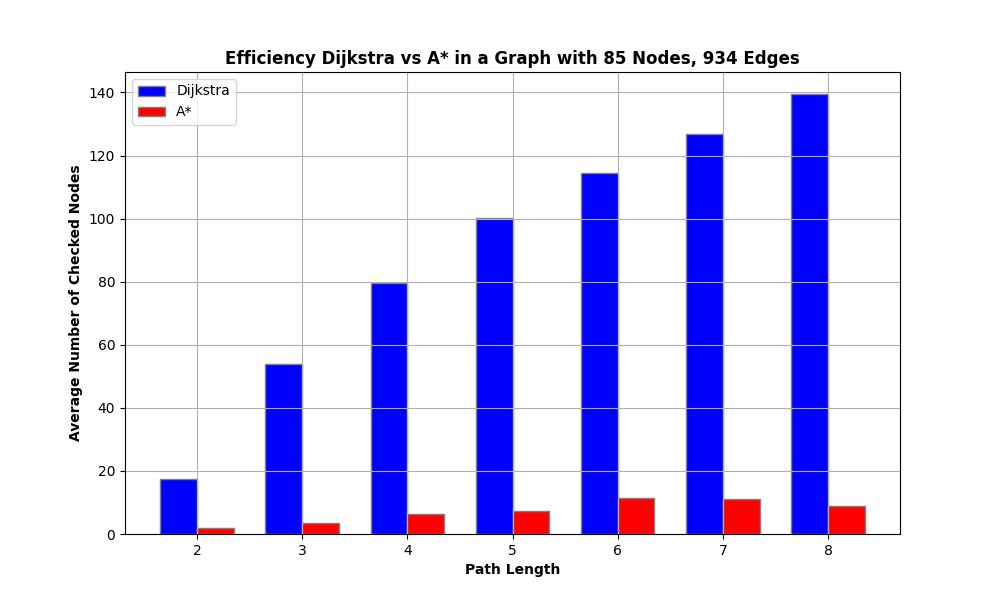 Efficiency Dijkstra vs A* in a Graph with 85 Nodes, 934 Edges
Dijkstra
A*
Average Number of Checked Nodes
140
120
100
80
60
40
20
0
2 3 4 5 6 7 8
Path Length